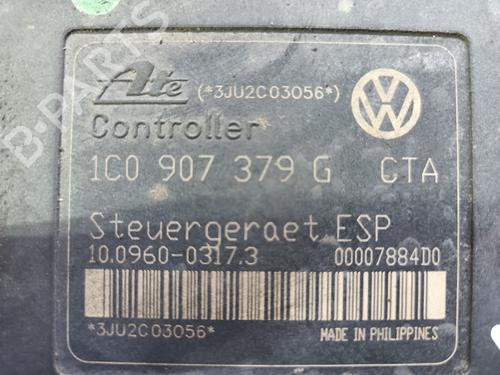 Ate (*3JU2C03056*)
Controller
1C0 907 379 G CTA
Steuergeraet ESP
10.0960-0317.3 00007884D0
*3JU2C03056* MADE IN PHILIPPINES
B-PARTS